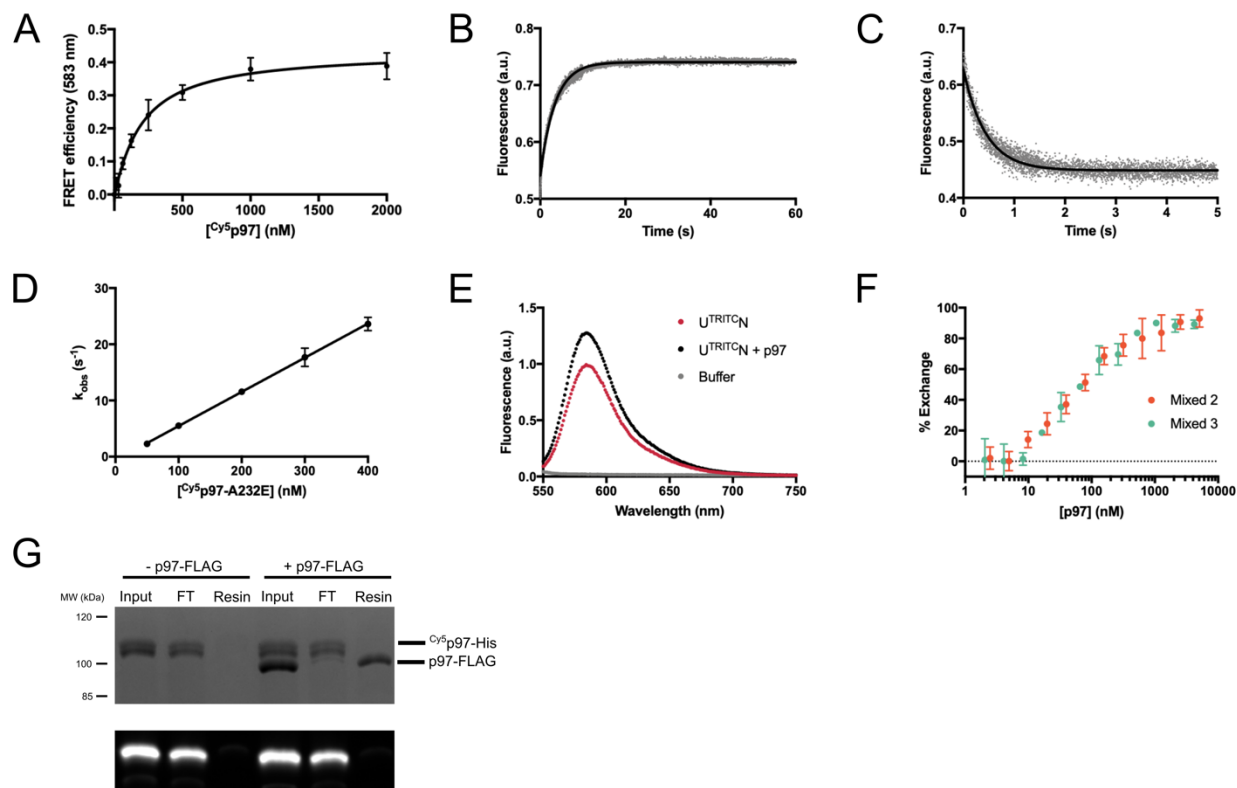 A
FRET efficiency (583 nm)
0.5
0.4
0.3
0.2
0.1
0.0
500
1000
1500
2000
[Cy5p97] (nM)
B
Fluorescence (a.u.)
0.8
0.7
0.6
0.5
0
20
40
60
Time (s)
C
Fluorescence (a.u.)
0.7
0.6
0.5
0.4
0
1
2
3
4
5
Time (s)
D
kobs (s-1)
30
20
10
0
100
200
300
400
[Cy5p97-A232E] (nM)
E
Fluorescence (a.u.)
1.5
1.0
0.5
0.0
550
600
650
700
750
Wavelength (nm)
UTRITCN
UTRITCN + p97
Buffer
F
% Exchange
100
80
60
40
20
0
1
10
100
1000
10000
[p97] (nM)
Mixed 2
Mixed 3
G
- p97-FLAG
+ p97-FLAG
MW (kDa)
Input FT Resin Input FT Resin
120
100
85
Cy5p97-His
p97-FLAG